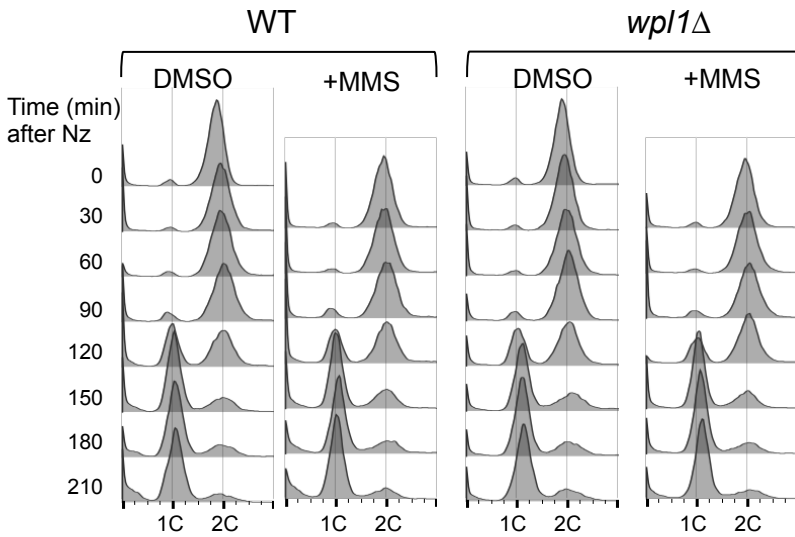 WT
wpl1Δ
DMSO
+MMS
DMSO
+MMS
Time (min)
after Nz
0
30
60
90
120
150
180
210
1C 2C 1C 2C 1C 2C 1C 2C